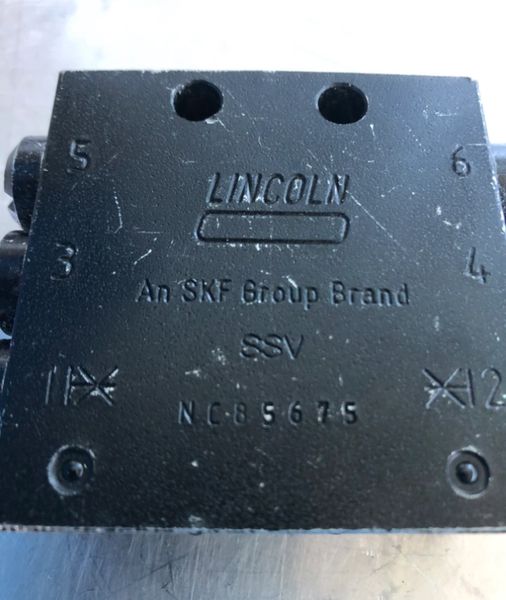 5 6
LINCOLN
3 4
An SKF Group Brand
SSV
1 2
NC85675